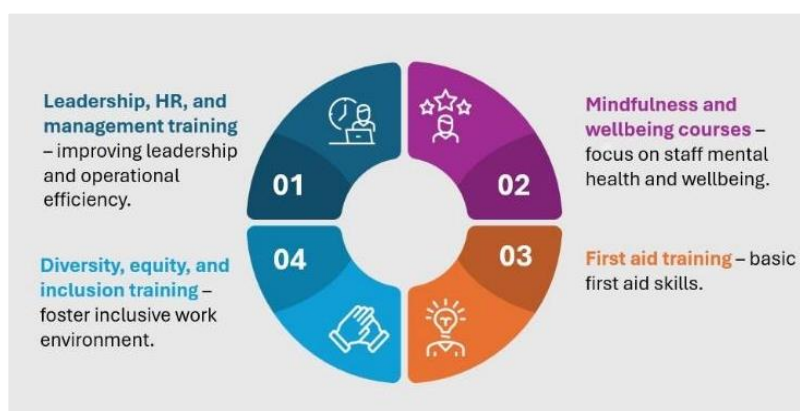 Leadership, HR, and
management training
– improving leadership
and operational
efficiency.
01
02
Mindfulness and
wellbeing courses –
focus on staff mental
health and wellbeing.
04
03
Diversity, equity, and
inclusion training –
foster inclusive work
environment.
First aid training – basic
first aid skills.